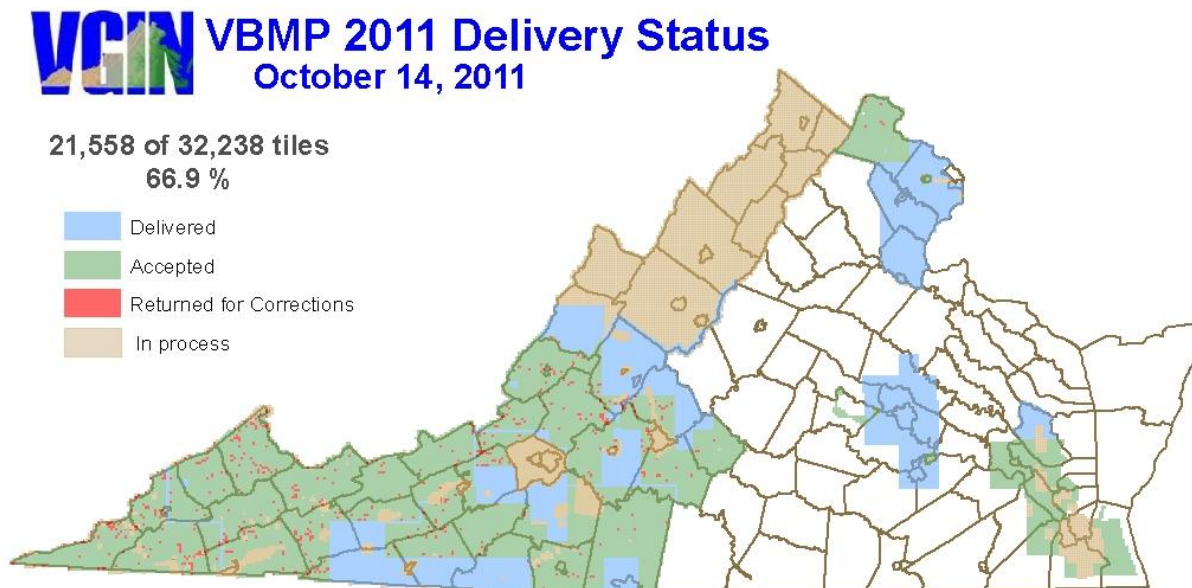 VGIN
VBMP 2011 Delivery Status
October 14, 2011
21,558 of 32,238 tiles
66.9 %
Delivered
Accepted
Returned for Corrections
In process